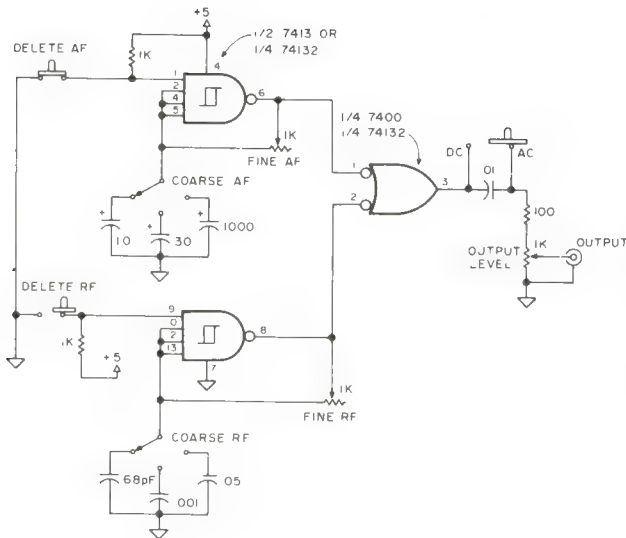 +5
1/2 7413 OR
1/4 74132
DELETE AF
1K
4
1
2
4
5
6
1K
FINE AF
COARSE AF
+
10
+
30
+
1000
1/4 7400
1/4 74132
1
2
3
DC
AC
01
100
1K
OUTPUT
LEVEL
OUTPUT
DELETE RF
9
0
2
13
8
7
1K
+5
1K
FINE RF
COARSE RF
68pF
001
05